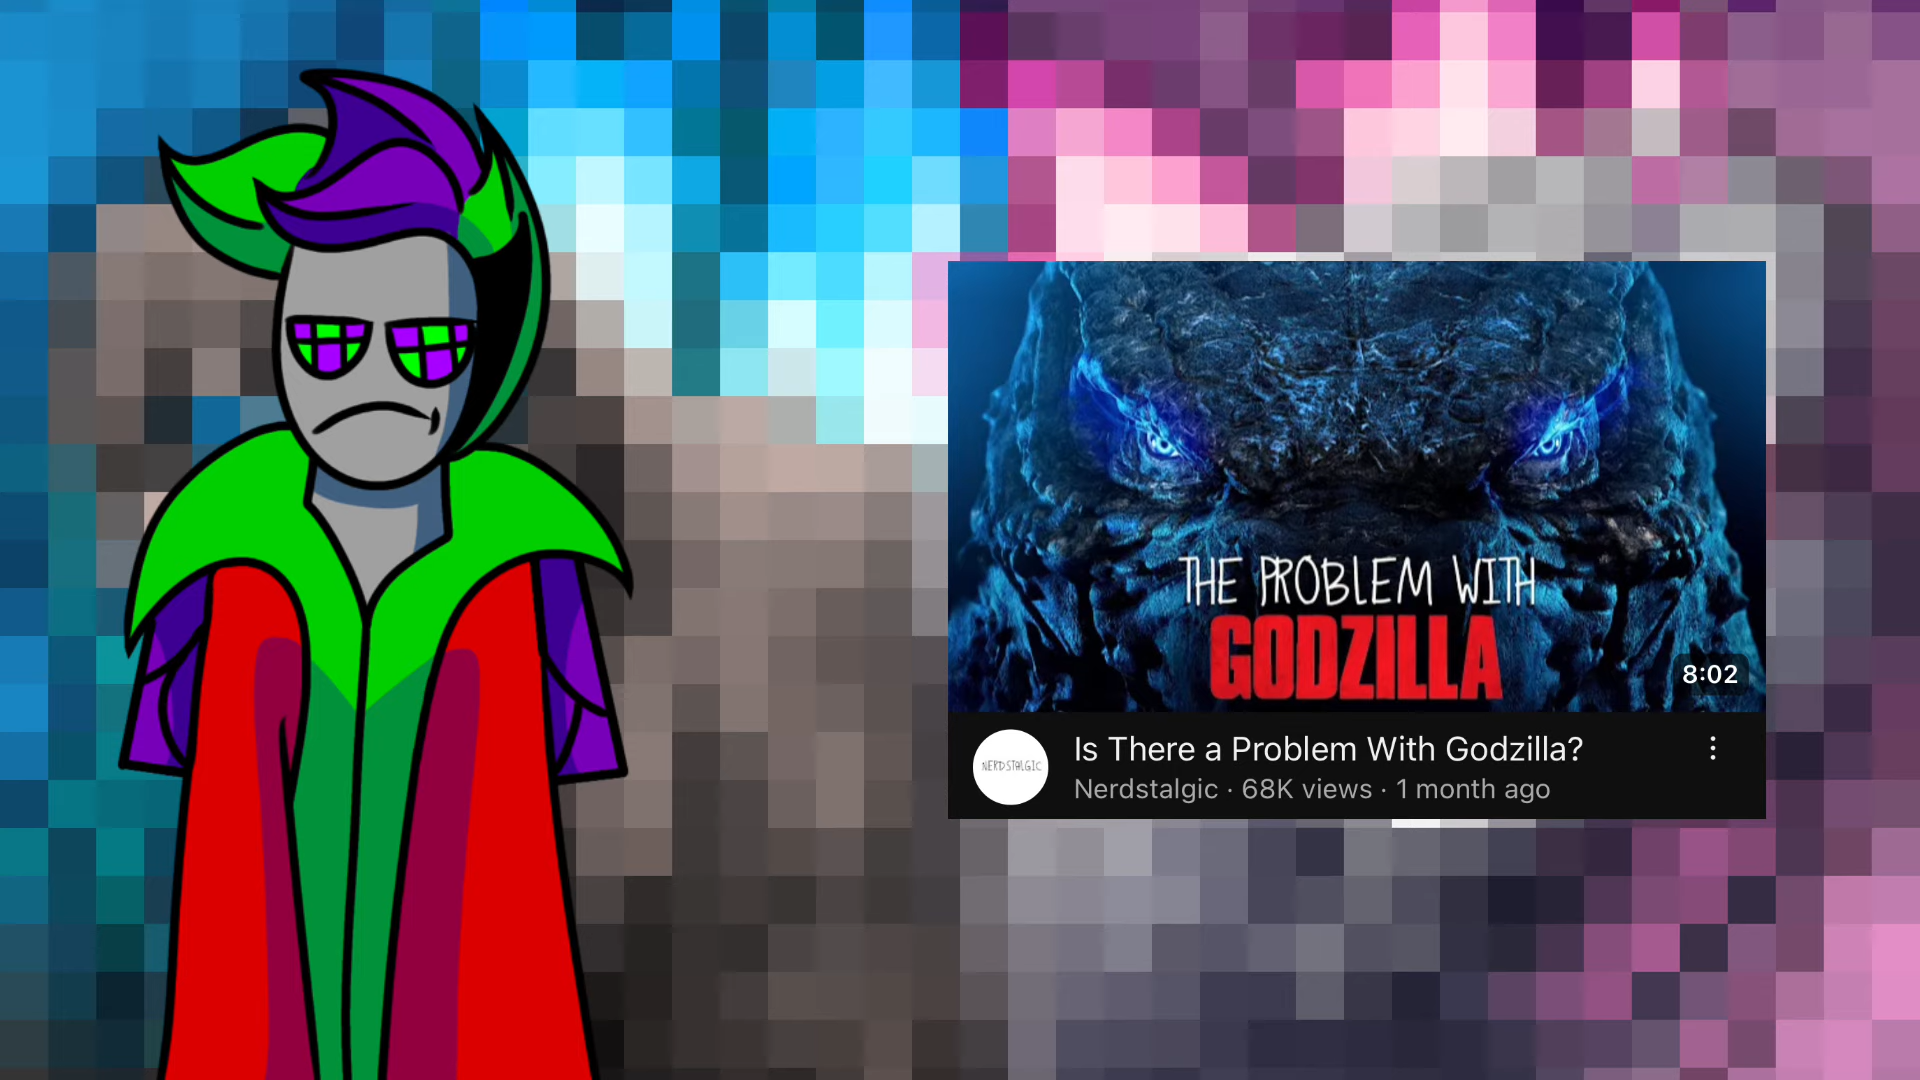 THE PROBLEM WITH
GODZILLA
8:02
NERDSTALGIC
Is There a Problem With Godzilla?
Nerdstalgic · 68K views · 1 month ago